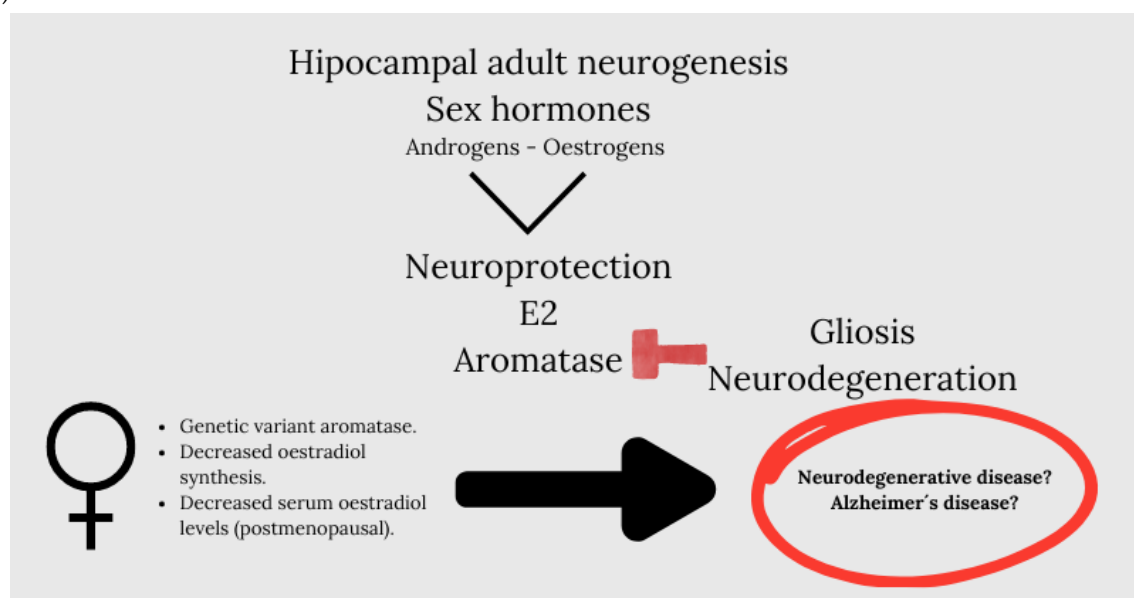 Hipocampal adult neurogenesis
Sex hormones
Androgens - Oestrogens
Neuroprotection
E2
Aromatase
Gliosis
Neurodegeneration
• Genetic variant aromatase.
• Decreased oestradiol
synthesis.
• Decreased serum oestradiol
levels (postmenopausal).
Neurodegenerative disease?
Alzheimer´s disease?